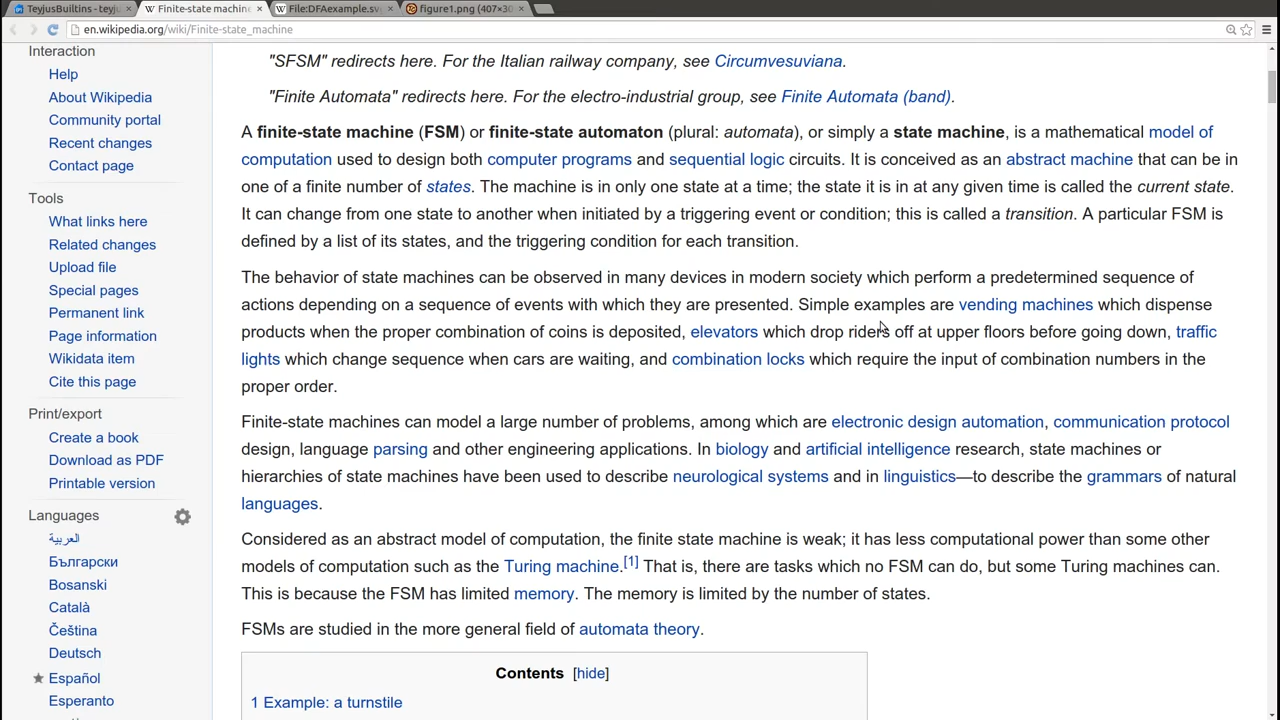 TeyjusBuiltins - teyju
Finite-state machin
File:DFAexample.sv
figure1.png (407×30
en.wikipedia.org/wiki/Finite-state_machine
Interaction
Help
About Wikipedia
Community portal
Recent changes
Contact page
Tools
What links here
Related changes
Upload file
Special pages
Permanent link
Page information
Wikidata item
Cite this page
Print/export
Create a book
Download as PDF
Printable version
Languages
العربية
Български
Bosanski
Català
Čeština
Deutsch
Español
Esperanto
"SFSM" redirects here. For the Italian railway company, see Circumvesuviana.
"Finite Automata" redirects here. For the electro-industrial group, see Finite Automata (band).
A finite-state machine (FSM) or finite-state automaton (plural: automata), or simply a state machine, is a mathematical model of
computation used to design both computer programs and sequential logic circuits. It is conceived as an abstract machine that can be in
one of a finite number of states. The machine is in only one state at a time; the state it is in at any given time is called the current state.
It can change from one state to another when initiated by a triggering event or condition; this is called a transition. A particular FSM is
defined by a list of its states, and the triggering condition for each transition.
The behavior of state machines can be observed in many devices in modern society which perform a predetermined sequence of
actions depending on a sequence of events with which they are presented. Simple examples are vending machines which dispense
products when the proper combination of coins is deposited, elevators which drop riders off at upper floors before going down, traffic
lights which change sequence when cars are waiting, and combination locks which require the input of combination numbers in the
proper order.
Finite-state machines can model a large number of problems, among which are electronic design automation, communication protocol
design, language parsing and other engineering applications. In biology and artificial intelligence research, state machines or
hierarchies of state machines have been used to describe neurological systems and in linguistics—to describe the grammars of natural
languages.
Considered as an abstract model of computation, the finite state machine is weak; it has less computational power than some other
models of computation such as the Turing machine.[1] That is, there are tasks which no FSM can do, but some Turing machines can.
This is because the FSM has limited memory. The memory is limited by the number of states.
FSMs are studied in the more general field of automata theory.
Contents [hide]
1 Example: a turnstile